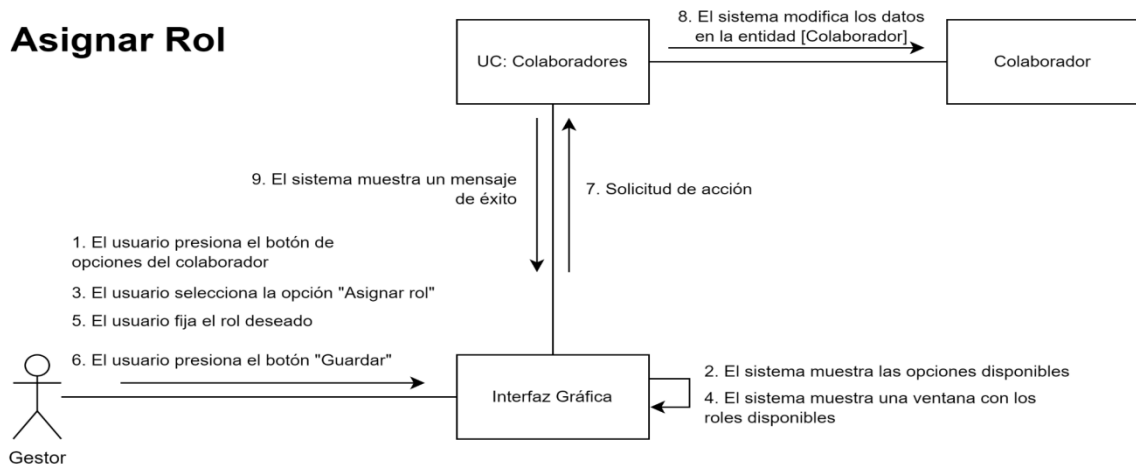 Asignar Rol
8. El sistema modifica los datos
en la entidad [Colaborador]
UC: Colaboradores
Colaborador
9. El sistema muestra un mensaje
de éxito
7. Solicitud de acción
1. El usuario presiona el botón de
opciones del colaborador
3. El usuario selecciona la opción "Asignar rol"
5. El usuario fija el rol deseado
6. El usuario presiona el botón "Guardar"
Interfaz Gráfica
2. El sistema muestra las opciones disponibles
4. El sistema muestra una ventana con los
roles disponibles
Gestor